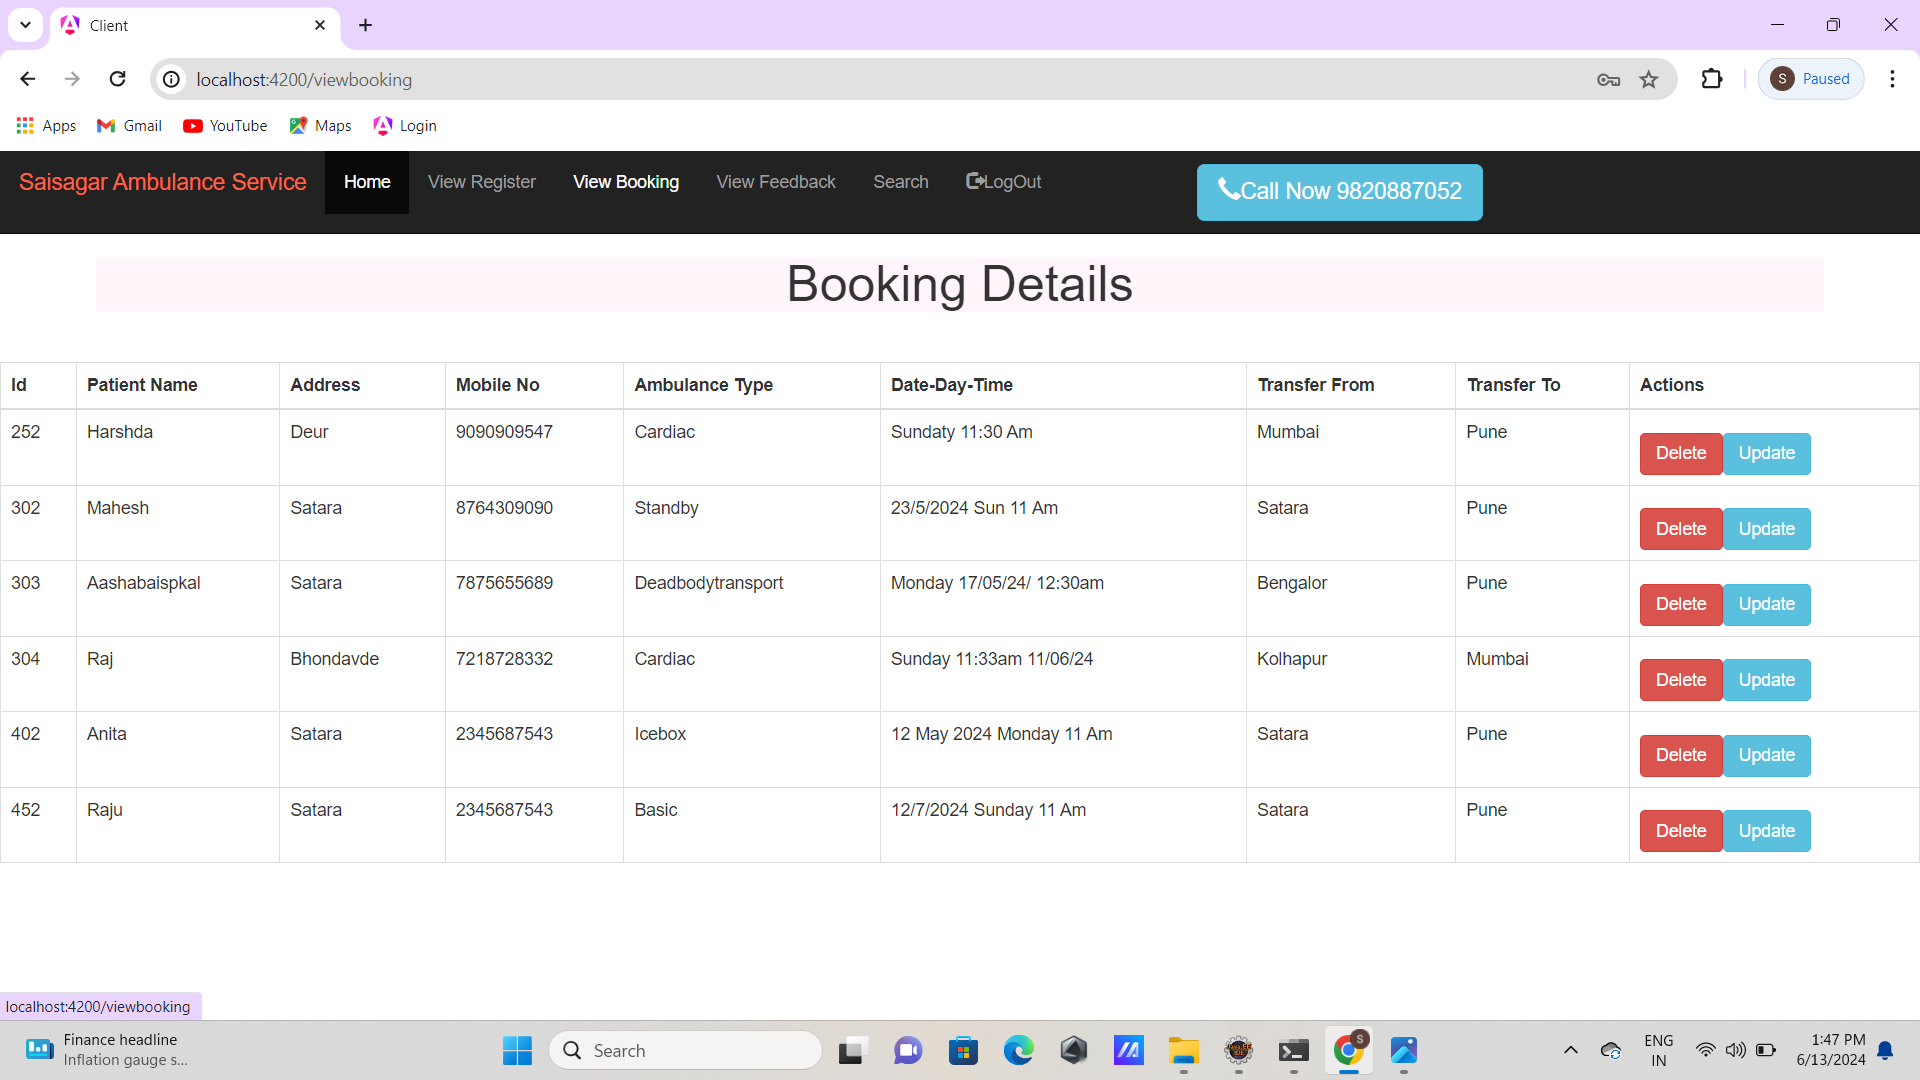 Client
localhost:4200/viewbooking
S Paused
Apps Gmail YouTube Maps Login
Saisagar Ambulance Service Home View Register View Booking View Feedback Search LogOut Call Now 9820887052
Booking Details
Id Patient Name Address Mobile No Ambulance Type Date-Day-Time Transfer From Transfer To Actions
252 Harshda Deur 9090909547 Cardiac Sundaty 11:30 Am Mumbai Pune Delete Update
302 Mahesh Satara 8764309090 Standby 23/5/2024 Sun 11 Am Satara Pune Delete Update
303 Aashabaispkal Satara 7875655689 Deadbodytransport Monday 17/05/24/ 12:30am Bengalor Pune Delete Update
304 Raj Bhondavde 7218728332 Cardiac Sunday 11:33am 11/06/24 Kolhapur Mumbai Delete Update
402 Anita Satara 2345687543 Icebox 12 May 2024 Monday 11 Am Satara Pune Delete Update
452 Raju Satara 2345687543 Basic 12/7/2024 Sunday 11 Am Satara Pune Delete Update
localhost:4200/viewbooking
Finance headline
Inflation gauge s...
Search
S
ENG
IN
1:47 PM
6/13/2024